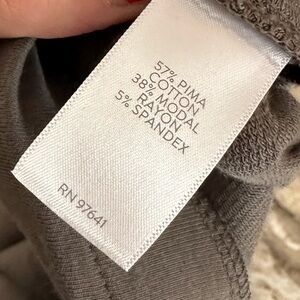 57% PIMA
COTTON
38% MODAL
RAYON
5% SPANDEX
RN 97641